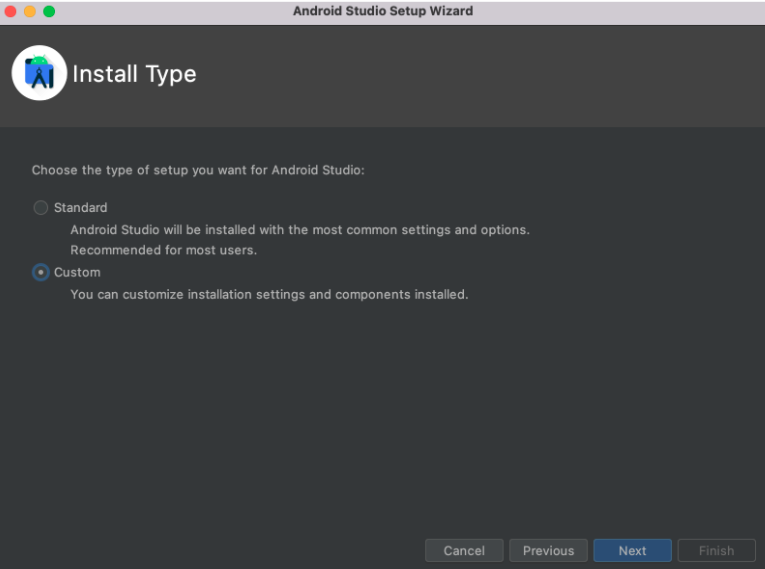 Android Studio Setup Wizard
Install Type
Choose the type of setup you want for Android Studio:
Standard
Android Studio will be installed with the most common settings and options.
Recommended for most users.
Custom
You can customize installation settings and components installed.
Cancel Previous Next Finish